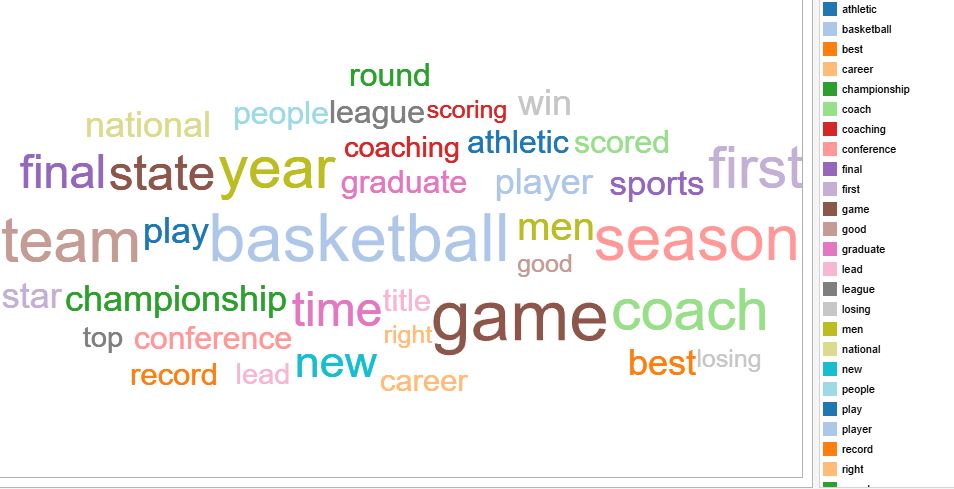 round
people league scoring win
national
coaching athletic scored
final state year graduate player sports first
team play basketball men season
good
star championship time title game coach
top conference right
record lead new career best losing
athletic
basketball
best
career
championship
coach
coaching
conference
final
first
game
good
graduate
lead
league
losing
men
national
new
people
play
player
record
right